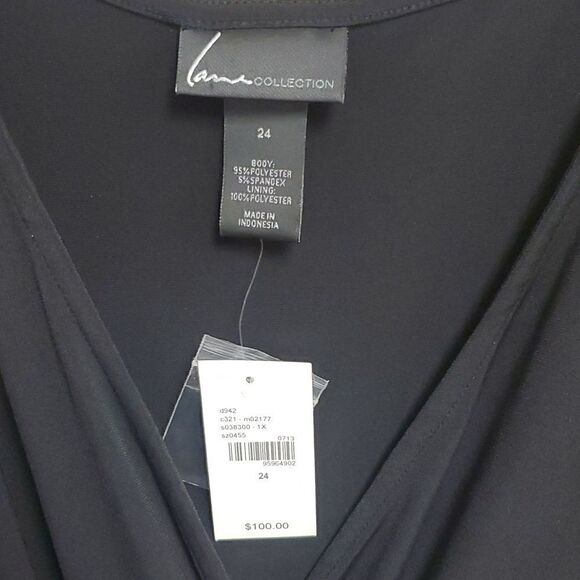 Lane COLLECTION
24
BODY:
95%POLYESTER
5%SPANDEX
LINING:
100%POLYESTER
MADE IN
INDONESIA
d942
c321 - m02177
s038300 - 1X
sz0455
0713
95964902
24
$100.00